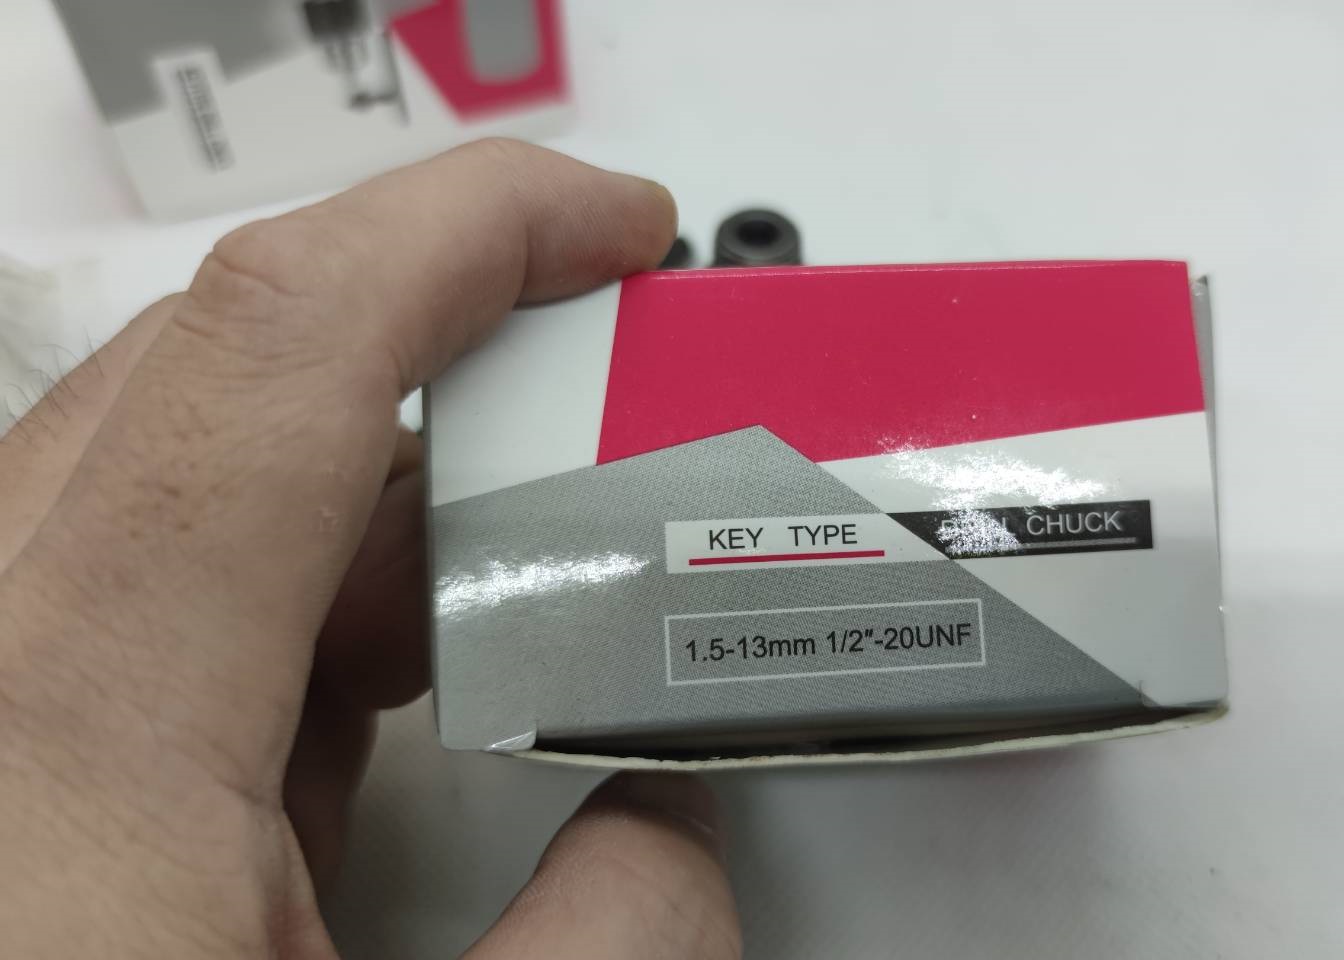 KEY TYPE
CHUCK
1.5-13mm 1/2"-20UNF